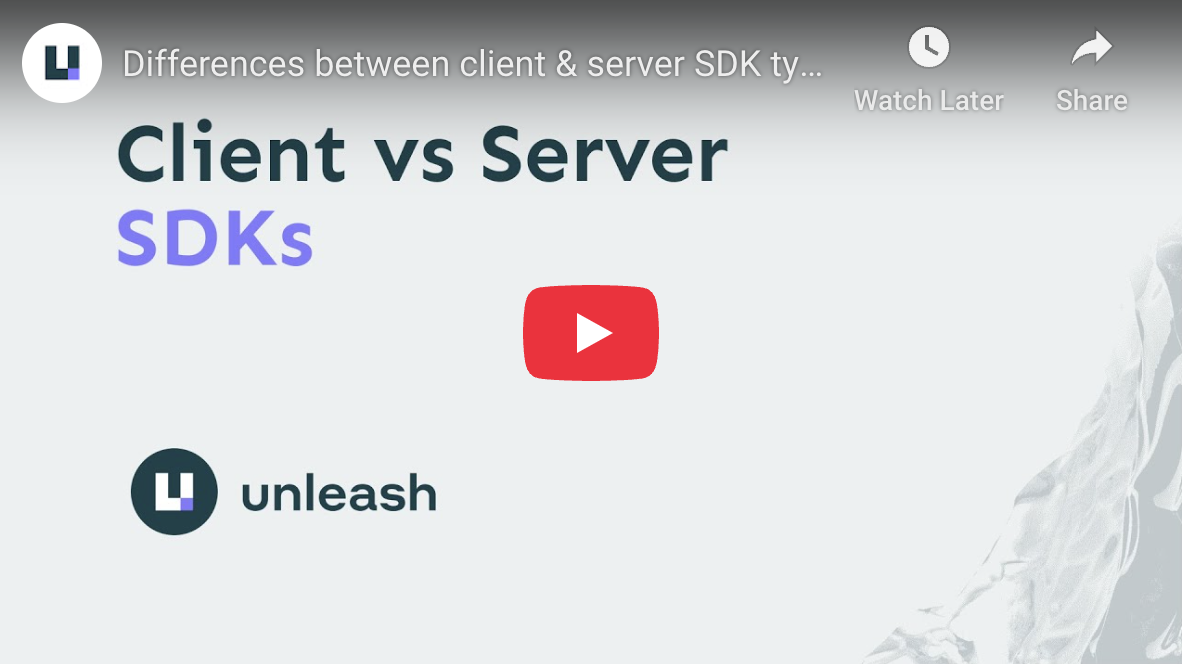 Differences between client & server SDK ty...
Watch Later
Share
Client vs Server
SDKs
unleash